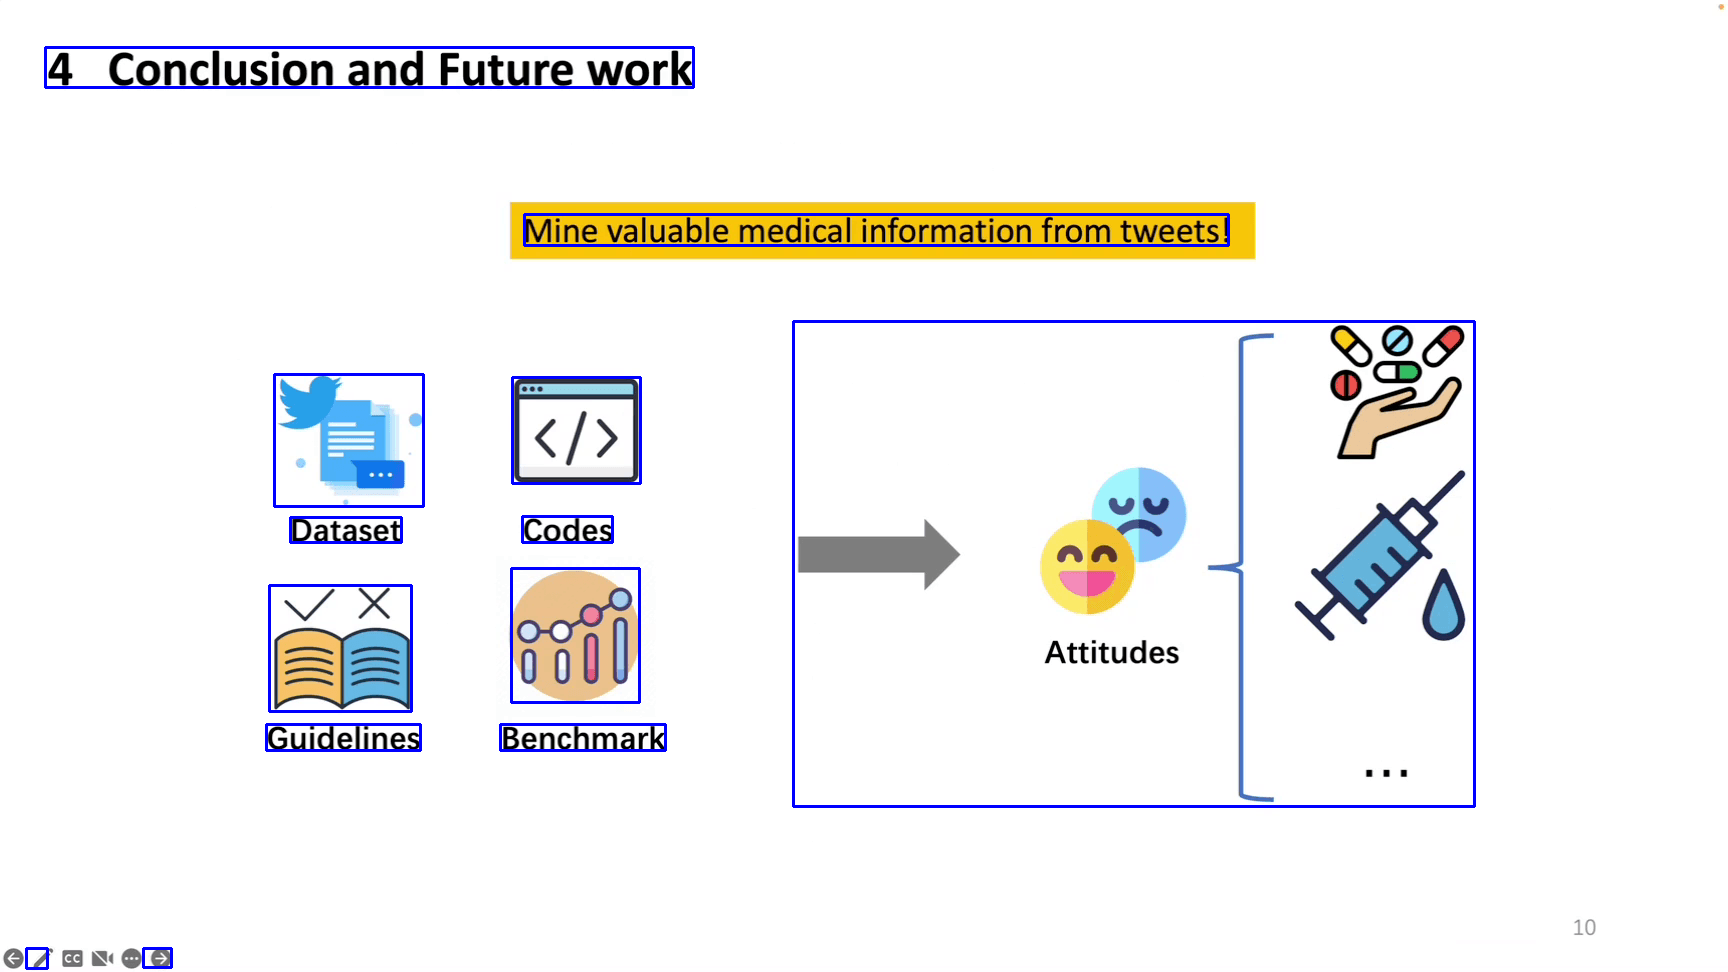 4 Conclusion and Future work
Mine valuable medical information from tweets!
Dataset
Codes
Guidelines
Benchmark
Attitudes
...
10
CC